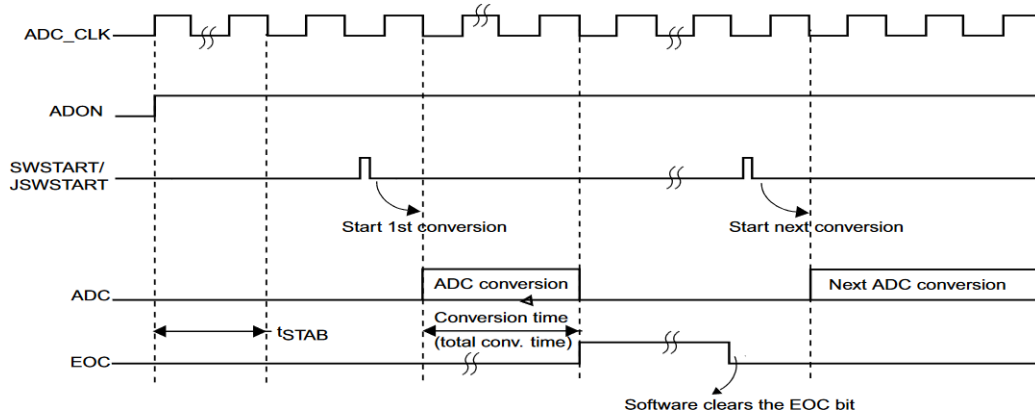 ADC_CLK
ADON
SWSTART/
JSWSTART
Start 1st conversion
Start next conversion
ADC
ADC conversion
Next ADC conversion
Conversion time
tSTAB
(total conv. time)
EOC
Software clears the EOC bit